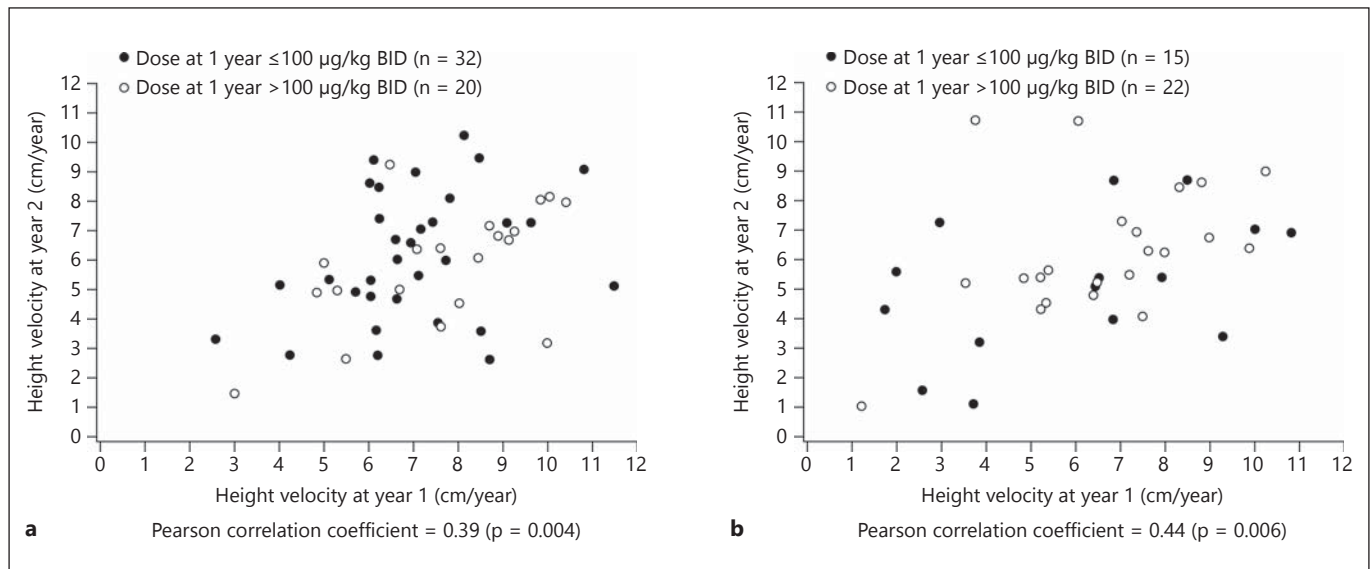 Dose at 1 year ≤100 µg/kg BID (n = 32)
Dose at 1 year >100 µg/kg BID (n = 20)
Height velocity at year 2 (cm/year)
12
11
10
9
8
7
6
5
4
3
2
1
0
0 1 2 3 4 5 6 7 8 9 10 11 12
Height velocity at year 1 (cm/year)
a Pearson correlation coefficient = 0.39 (p = 0.004)
Dose at 1 year ≤100 µg/kg BID (n = 15)
Dose at 1 year >100 µg/kg BID (n = 22)
Height velocity at year 2 (cm/year)
12
11
10
9
8
7
6
5
4
3
2
1
0
0 1 2 3 4 5 6 7 8 9 10 11 12
Height velocity at year 1 (cm/year)
b Pearson correlation coefficient = 0.44 (p = 0.006)